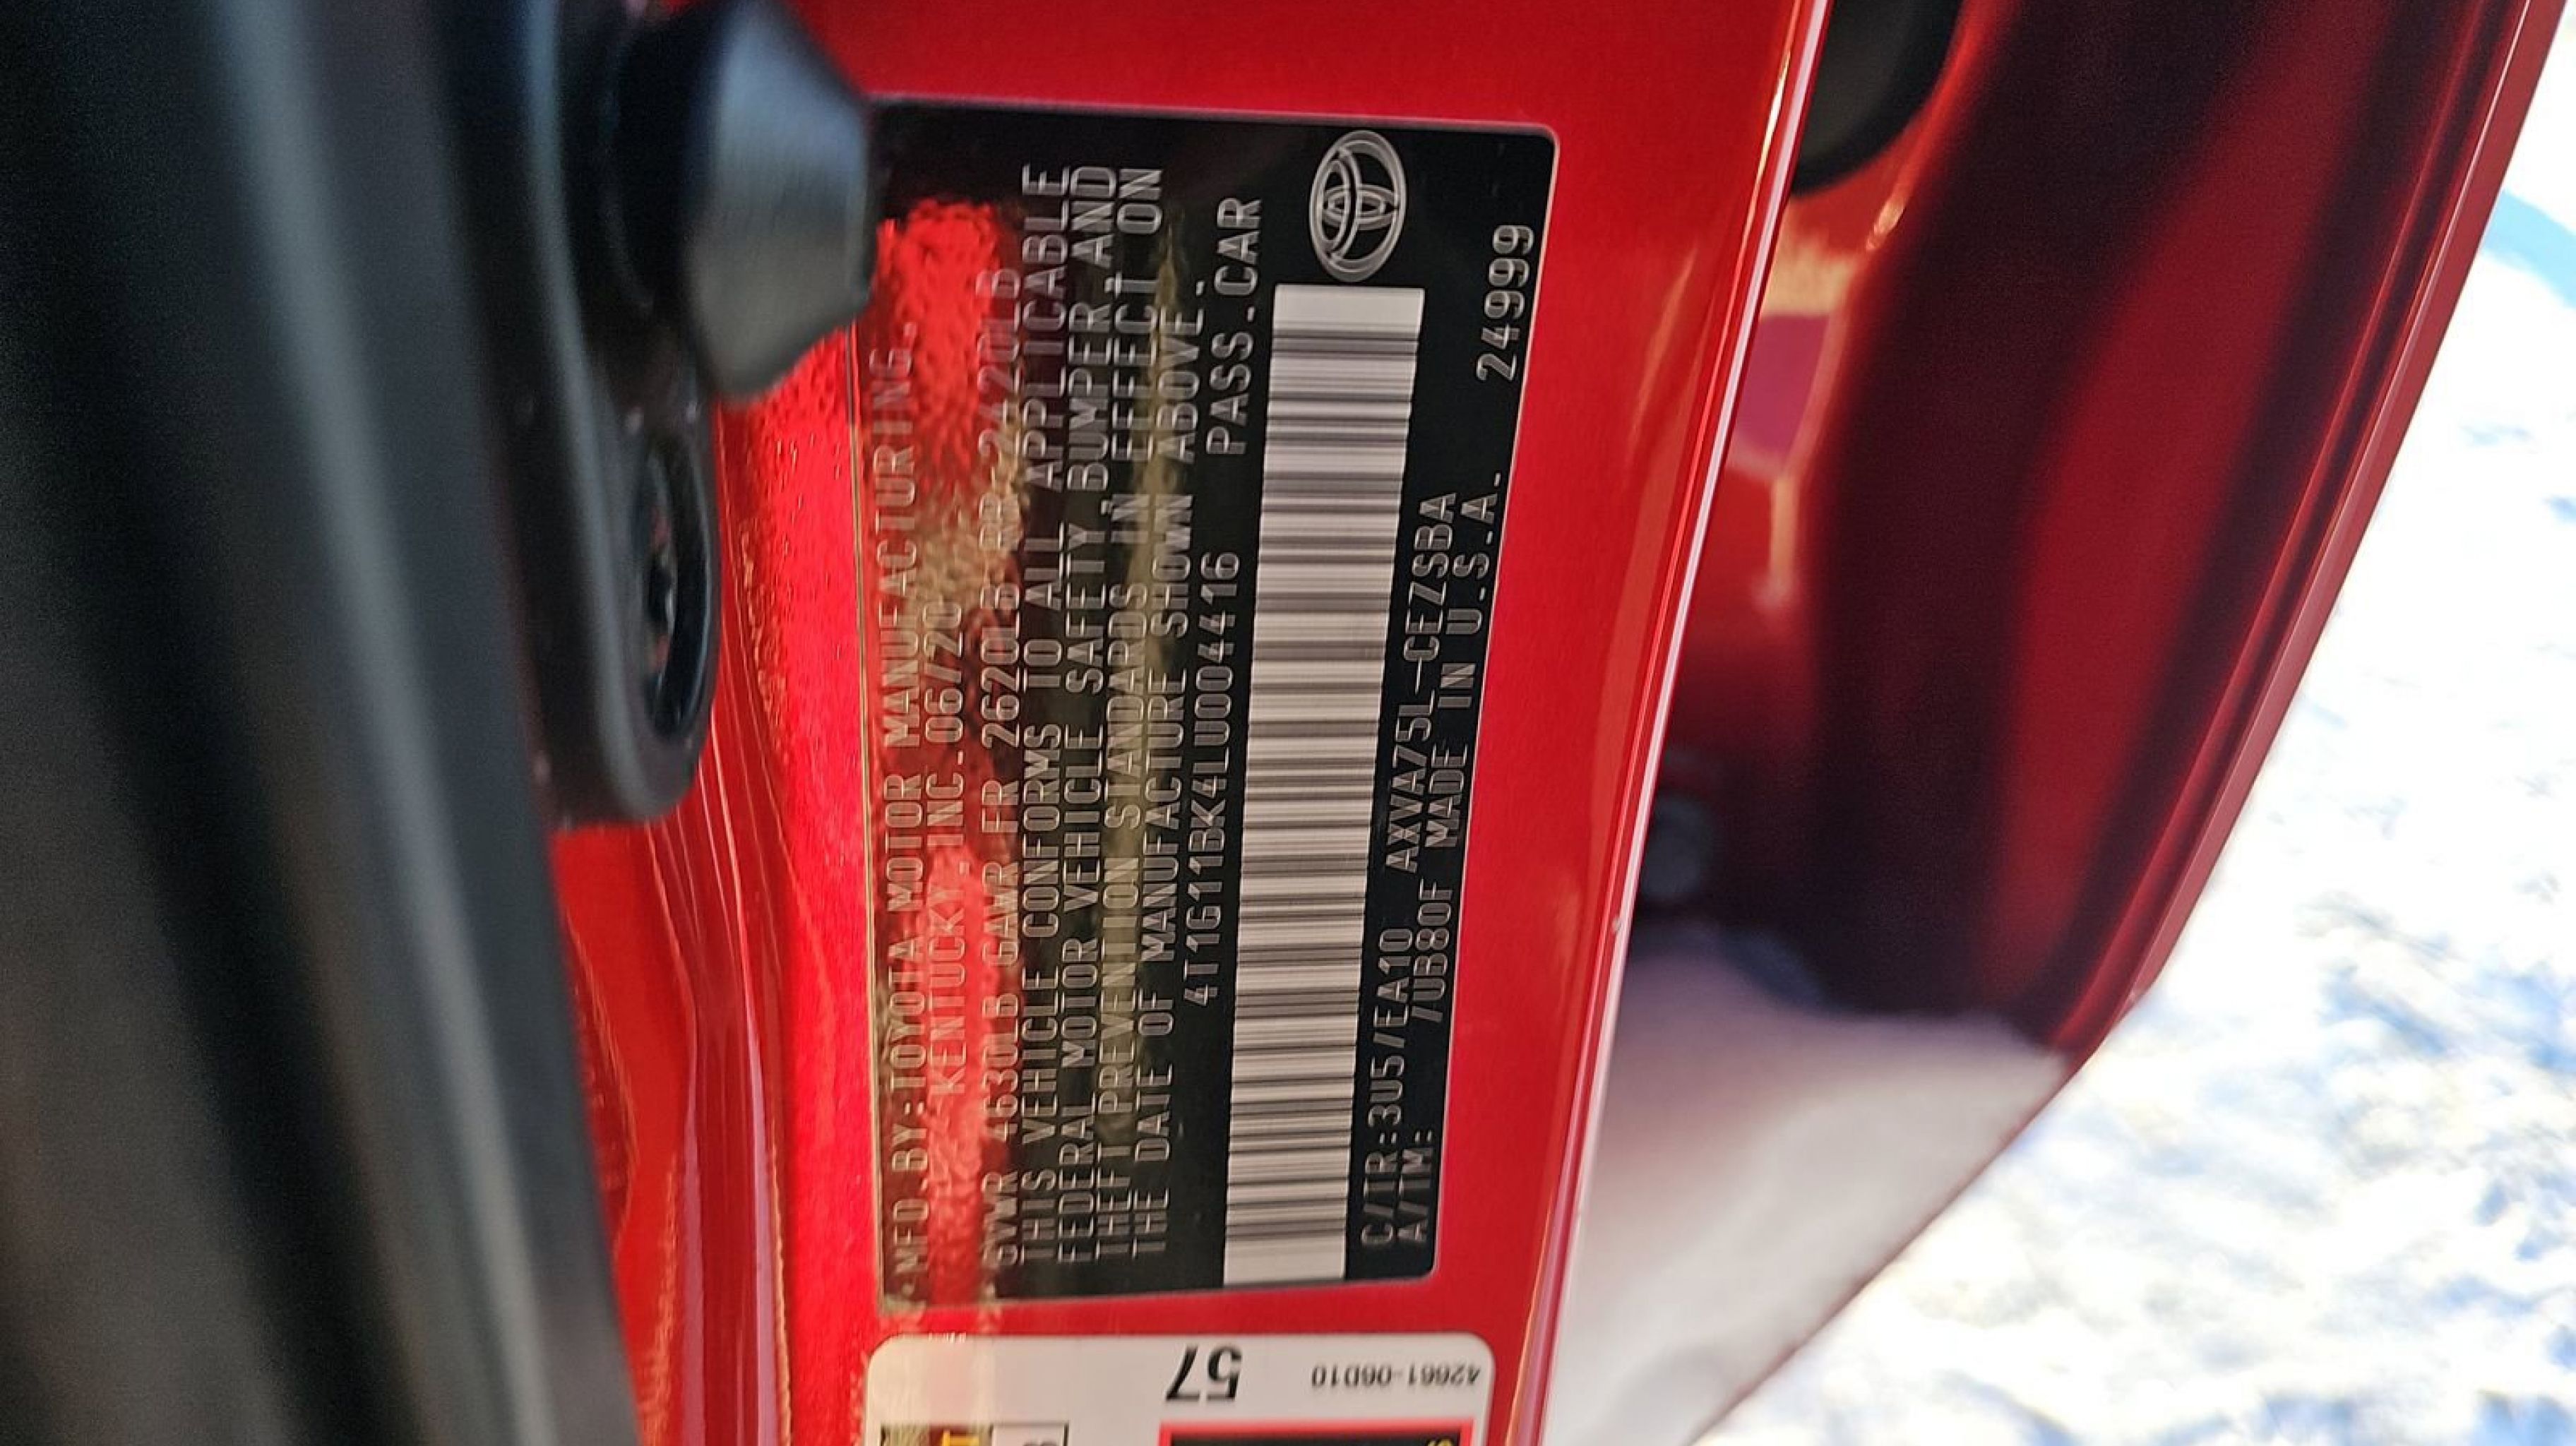 MFD.BY:TOYOTA MOTOR MANUFACTURING,
KENTUCKY,INC.06/20
GVWR 4630LB GAWR FR 2620LB RR 2420LB
THIS VEHICLE CONFORMS TO ALL APPLICABLE
FEDERAL MOTOR VEHICLE SAFETY,BUMPER,AND
THEFT PREVENTION STANDARDS IN EFFECT ON
THE DATE OF MANUFACTURE SHOWN ABOVE.
4T1G11BK4LU004416 PASS.CAR
C/TR:3U5/EA10 AXVA75L-CEZSBA
A/TM: /UB80F MADE IN U.S.A. 24999
57
42661-06D10